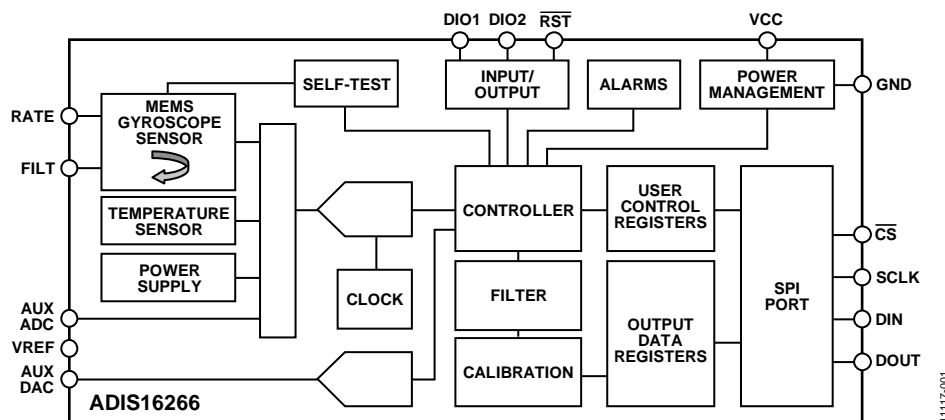 DIO1 DIO2 RST VCC
SELF-TEST
INPUT/
OUTPUT
ALARMS
POWER
MANAGEMENT
GND
RATE
FILT
MEMS
GYROSCOPE
SENSOR
TEMPERATURE
SENSOR
POWER
SUPPLY
CLOCK
CONTROLLER
FILTER
CALIBRATION
USER
CONTROL
REGISTERS
OUTPUT
DATA
REGISTERS
SPI
PORT
CS
SCLK
DIN
DOUT
AUX
ADC
VREF
AUX
DAC
ADIS16266
11117-001